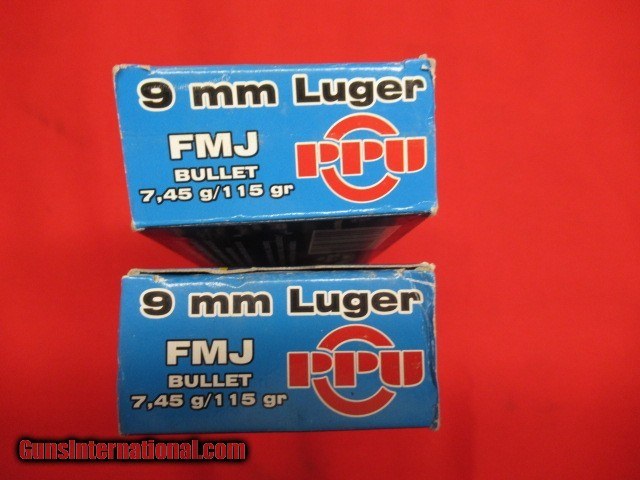 9 mm Luger
FMJ
BULLET
7,45 g/115 gr
PPU
9 mm Luger
FMJ
BULLET
7,45 g/115 gr
PPU
GunsInternational.com